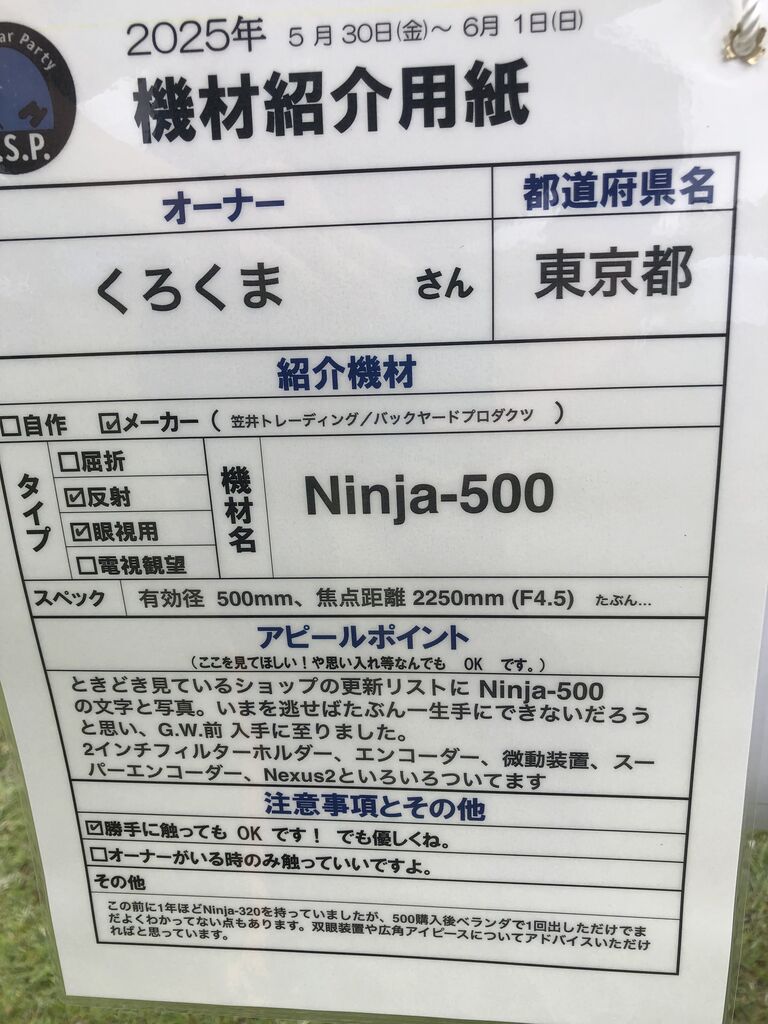 ar Party
.S.P.
2025年 5月30日(金)～ 6月 1日(日)
機材紹介用紙
オーナー 都道府県名
くろくま さん 東京都
紹介機材
□自作 ☑メーカー ( 笠井トレーディング／バックヤードプロダクツ )
タイプ
□屈折
☑反射
☑眼視用
□電視観望
機材名
Ninja-500
スペック 有効径 500mm、焦点距離 2250mm (F4.5) たぶん…
アピールポイント
（ここを見てほしい！や思い入れ等なんでも OK です。）
ときどき見ているショップの更新リストに Ninja-500
の文字と写真。いまを逃せばたぶん一生手にできないだろう
と思い、G.W.前 入手に至りました。
2インチフィルターホルダー、エンコーダー、微動装置、スー
パーエンコーダー、Nexus2といろいろついてます
注意事項とその他
☑勝手に触っても OK です！ でも優しくね。
□オーナーがいる時のみ触っていいですよ。
その他
この前に1年ほどNinja-320を持っていましたが、500購入後ベランダで1回出しただけでま
だよくわかってない点もあります。双眼装置や広角アイピースについてアドバイスいただけ
ればと思っています。